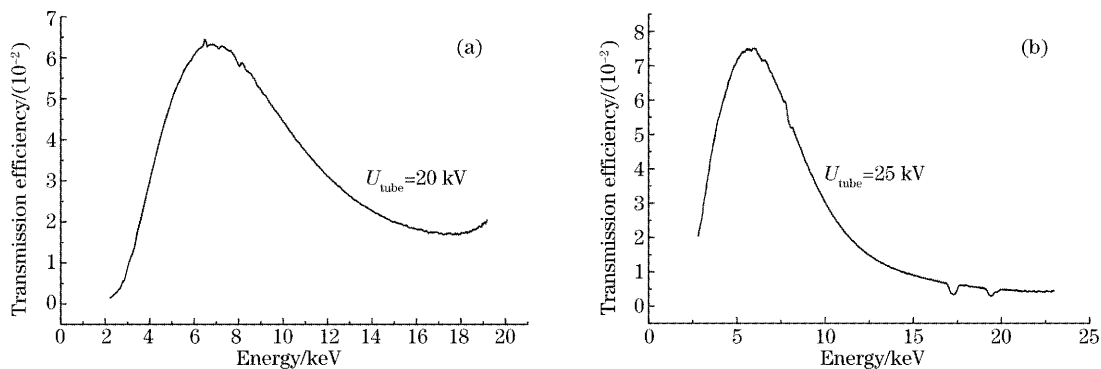 Transmission efficiency/(10⁻²)
7
6
5
4
3
2
1
0
(a)
U_tube=20 kV
0 2 4 6 8 10 12 14 16 18 20
Energy/keV
Transmission efficiency/(10⁻²)
8
7
6
5
4
3
2
1
0
(b)
U_tube=25 kV
0 5 10 15 20 25
Energy/keV